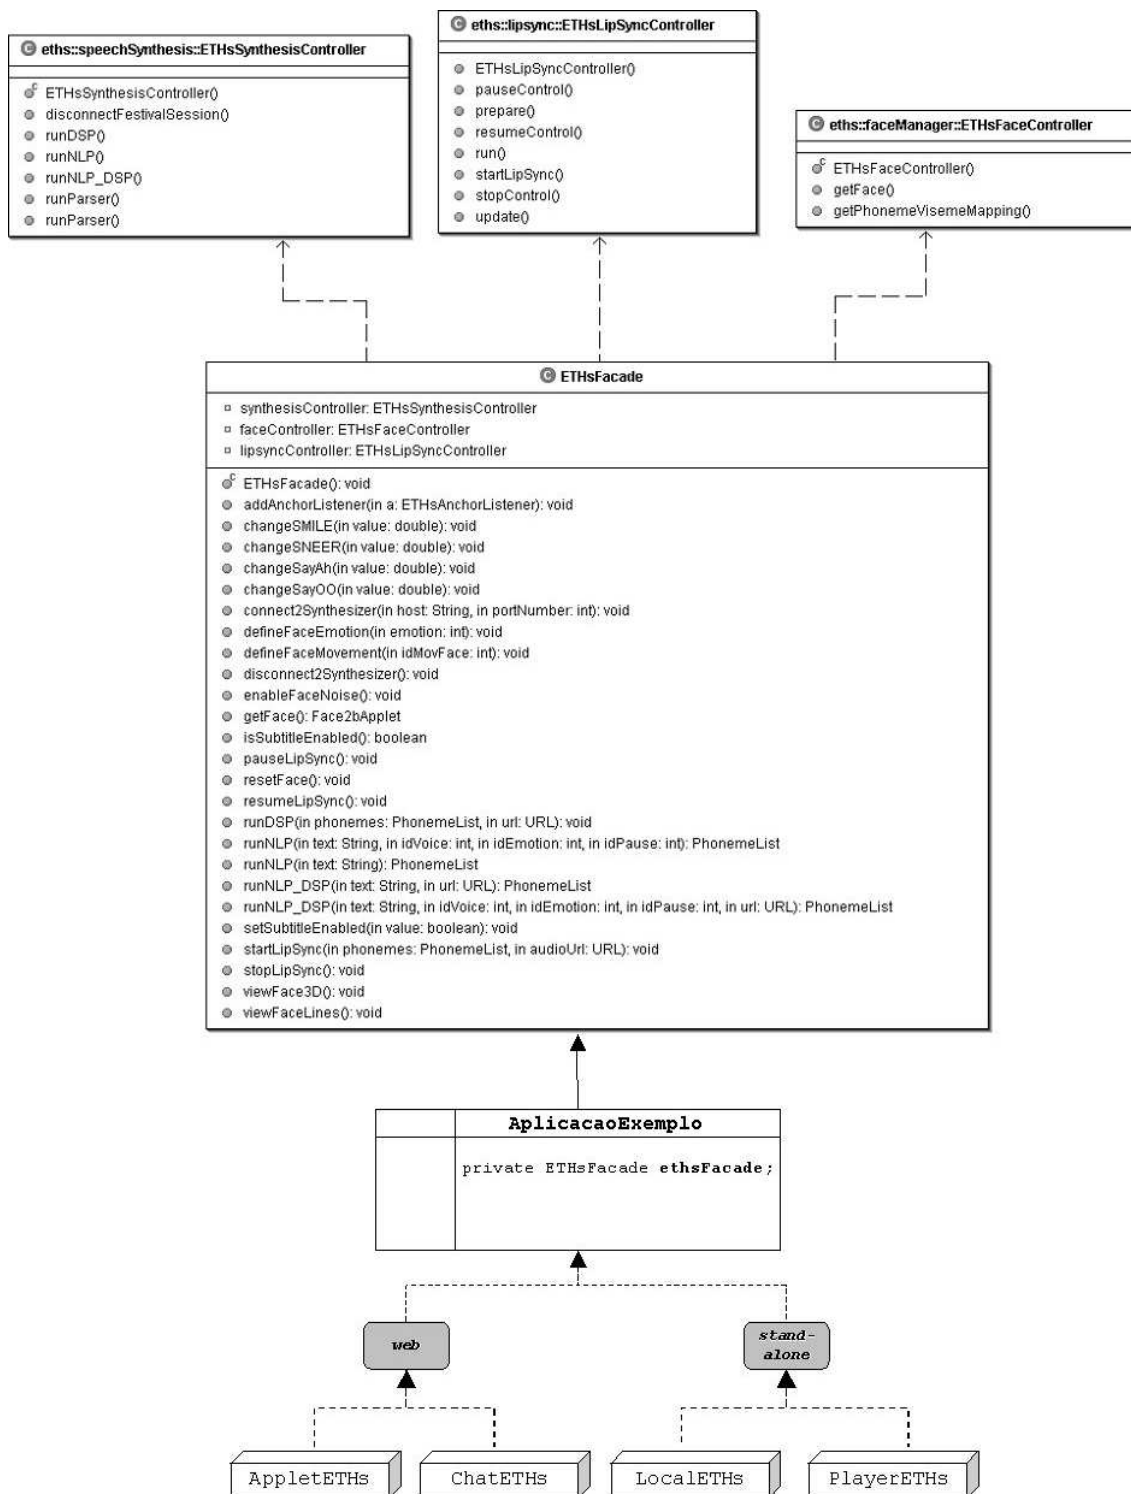 eths::speechSynthesis::ETHsSynthesisController
ETHsSynthesisController()
disconnectFestivalSession()
runDSP()
runNLP()
runNLP_DSP()
runParser()
runParser()
eths::lipsync::ETHsLipSyncController
ETHsLipSyncController()
pauseControl()
prepare()
resumeControl()
run()
startLipSync()
stopControl()
update()
eths::faceManager::ETHsFaceController
ETHsFaceController()
getFace()
getPhonemeVisemeMapping()
ETHsFacade
synthesisController: ETHsSynthesisController
faceController: ETHsFaceController
lipsyncController: ETHsLipSyncController
ETHsFacade(): void
addAnchorListener(in a: ETHsAnchorListener): void
changeSMILE(in value: double): void
changeSNEER(in value: double): void
changeSayAh(in value: double): void
changeSayOO(in value: double): void
connect2Synthesizer(in host: String, in portNumber: int): void
defineFaceEmotion(in emotion: int): void
defineFaceMovement(in idMovFace: int): void
disconnect2Synthesizer(): void
enableFaceNoise(): void
getFace(): Face2bApplet
isSubtitleEnabled(): boolean
pauseLipSync(): void
resetFace(): void
resumeLipSync(): void
runDSP(in phonemes: PhonemeList, in url: URL): void
runNLP(in text: String, in idVoice: int, in idEmotion: int, in idPause: int): PhonemeList
runNLP(in text: String): PhonemeList
runNLP_DSP(in text: String, in url: URL): PhonemeList
runNLP_DSP(in text: String, in idVoice: int, in idEmotion: int, in idPause: int, in url: URL): PhonemeList
setSubtitleEnabled(in value: boolean): void
startLipSync(in phonemes: PhonemeList, in audioUrl: URL): void
stopLipSync(): void
viewFace3D(): void
viewFaceLines(): void
AplicacaoExemplo
private ETHsFacade ethsFacade;
web
stand-
alone
AppletETHs
ChatETHs
LocalETHs
PlayerETHs